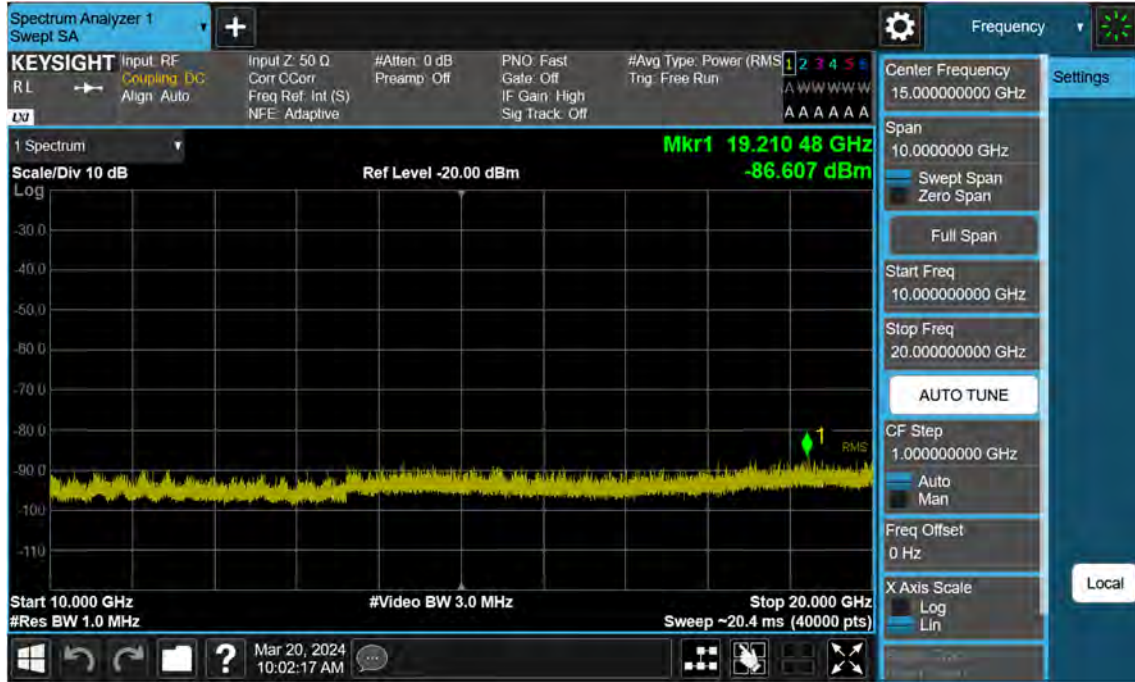 Spectrum Analyzer 1
Swept SA
Frequency
KEYSIGHT
RL
LXI
Input: RF
Coupling: DC
Align: Auto
Input Z: 50 Ω
Corr CCorr
Freq Ref: Int (S)
NFE: Adaptive
#Atten: 0 dB
Preamp: Off
PNO: Fast
Gate: Off
IF Gain: High
Sig Track: Off
#Avg Type: Power (RMS
Trig: Free Run
1 2 3 4 5 6
A W W W W W
A A A A A A
Center Frequency
15.000000000 GHz
Settings
1 Spectrum
Scale/Div 10 dB
Ref Level -20.00 dBm
Mkr1 19.210 48 GHz
-86.607 dBm
Log
-30.0
-40.0
-50.0
-60.0
-70.0
-80.0
-90.0
-100
-110
1
RMS
Start 10.000 GHz
#Video BW 3.0 MHz
Stop 20.000 GHz
#Res BW 1.0 MHz
Sweep ~20.4 ms (40000 pts)
Span
10.0000000 GHz
Swept Span
Zero Span
Full Span
Start Freq
10.000000000 GHz
Stop Freq
20.000000000 GHz
AUTO TUNE
CF Step
1.000000000 GHz
Auto
Man
Freq Offset
0 Hz
X Axis Scale
Log
Lin
Local
?
Mar 20, 2024
10:02:17 AM